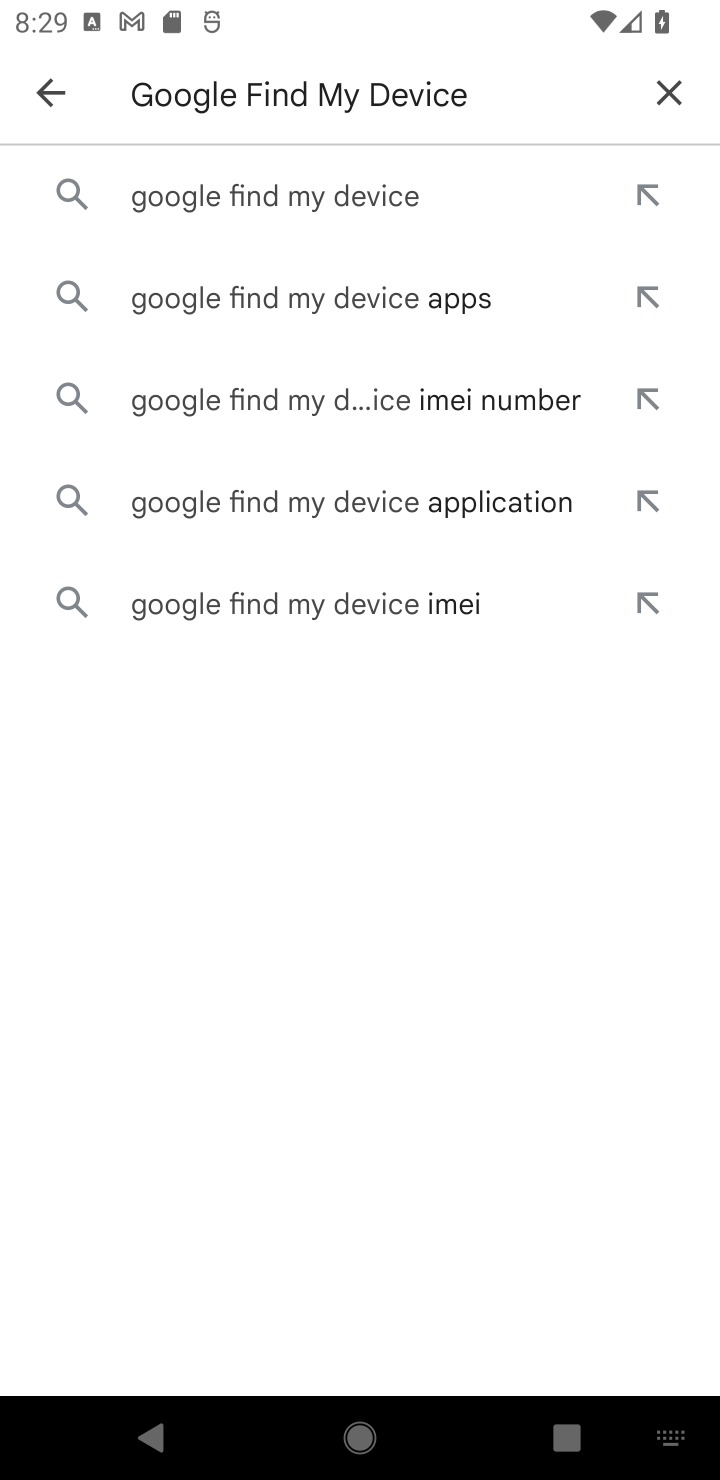 8:29
Google Find My Device
google find my device
google find my device apps
google find my d...ice imei number
google find my device application
google find my device imei